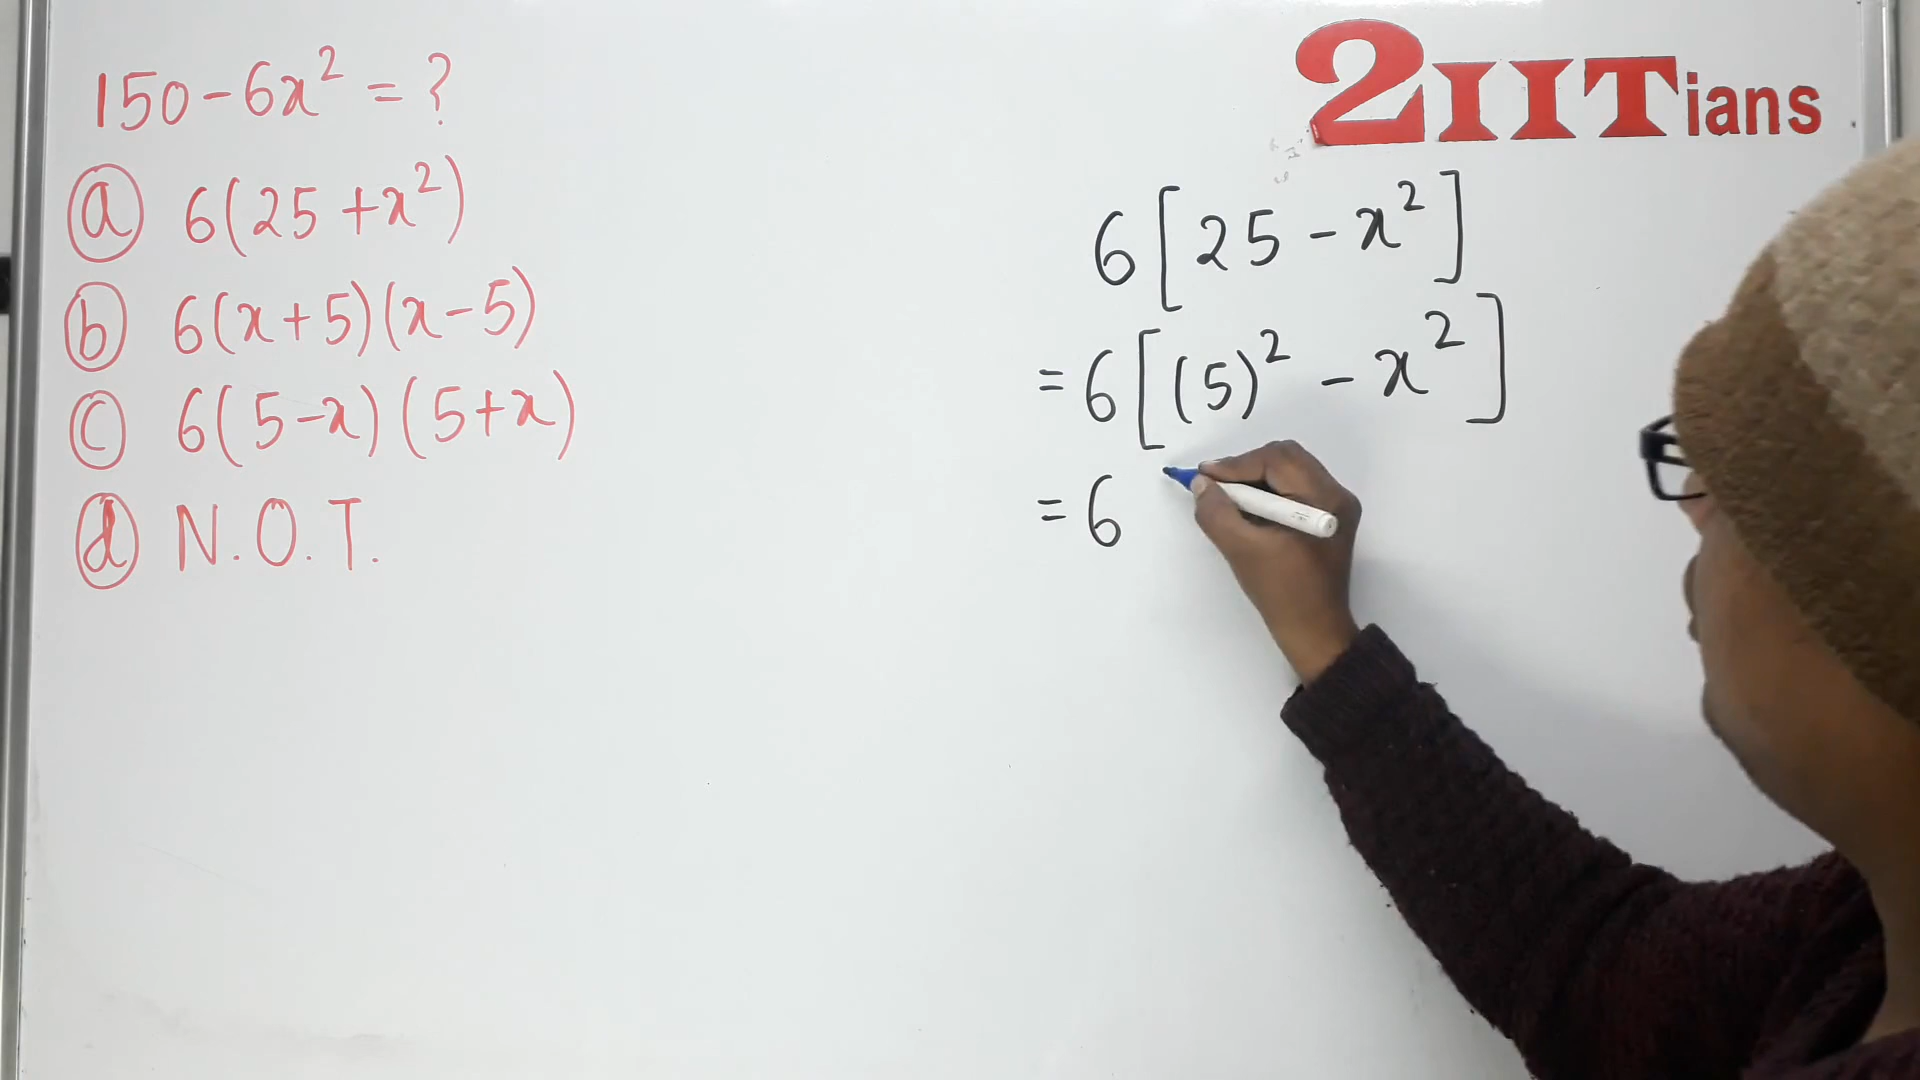 150-6x² = ?
ⓐ 6(25+x²)
ⓑ 6(x+5)(x-5)
ⓒ 6(5-x)(5+x)
ⓓ N.O.T.
2IITians
6[25-x²]
=6[(5)²-x²]
=6